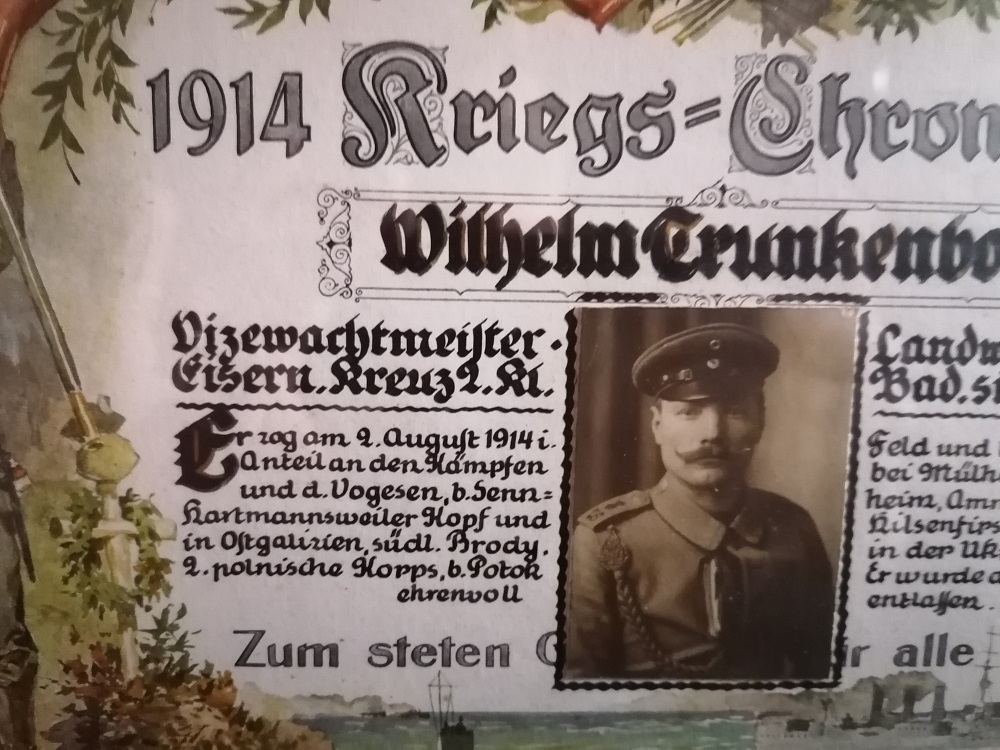 1914 Kriegs=Chron
Wilhelm Trunkenbo
Vizewachtmeister ·
Eisern. Kreuz 2. Kl.
Er zog am 2. August 1914 i.
Anteil an den Kämpfen
und d. Vogesen, b. Senn=
Hartmannsweiler Kopf und
in Ostgalizien, südl. Brody.
2. polnische Korps, b. Potok
ehrenvoll
Landw
Bad. si
Feld und
bei Mülh
heim, Amm
Hilsenfirs
in der Uk
Er wurde a
entlassen.
Zum steten G r alle